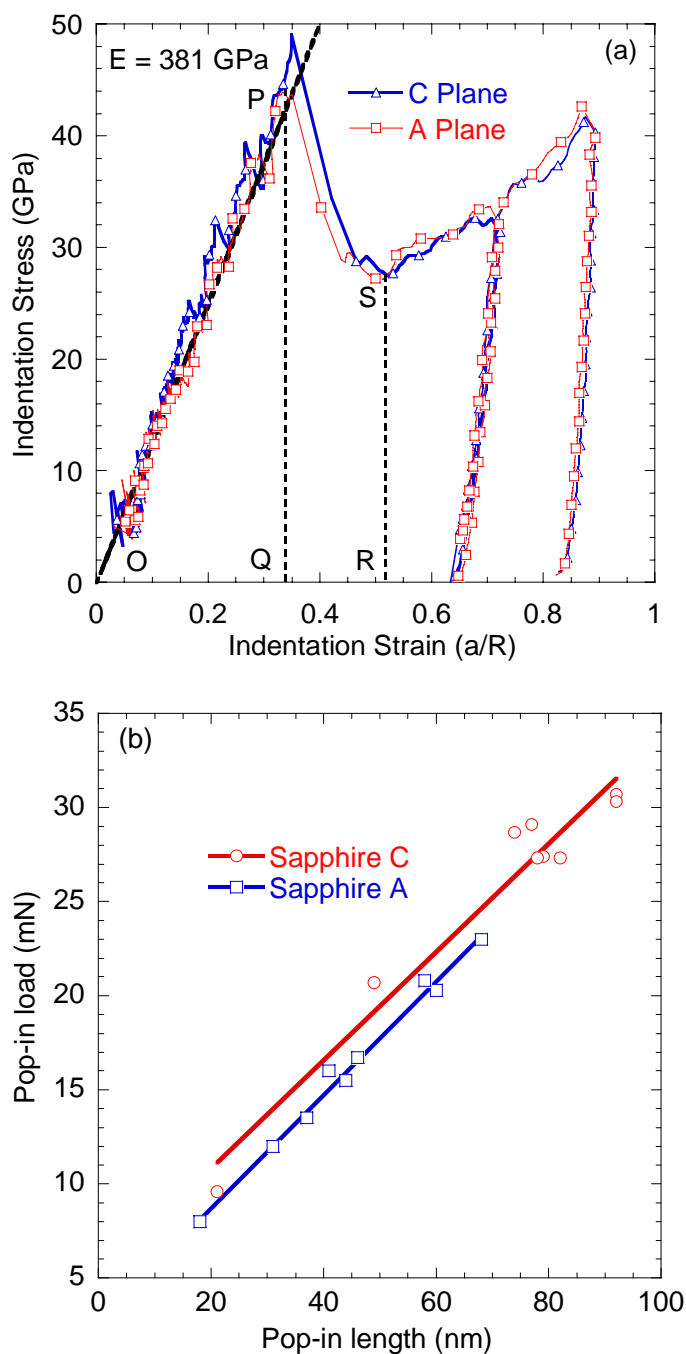 50
40
30
20
10
0
Indentation Stress (GPa)
(a)
E = 381 GPa
P
C Plane
A Plane
S
O
Q
R
0
0.2
0.4
0.6
0.8
1
Indentation Strain (a/R)
35
30
25
20
15
10
5
Pop-in load (mN)
(b)
Sapphire C
Sapphire A
0
20
40
60
80
100
Pop-in length (nm)